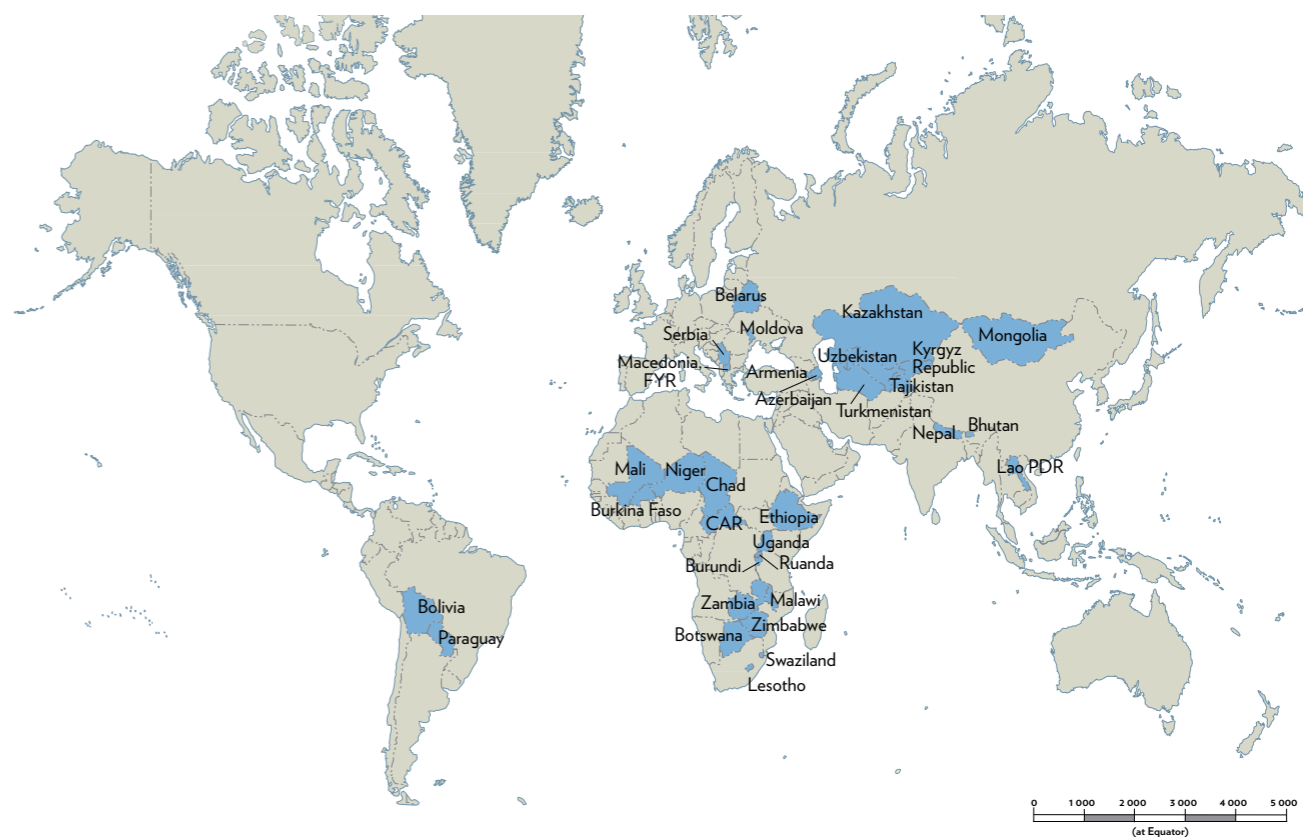 Belarus
Kazakhstan
Serbia
Moldova
Mongolia
Uzbekistan
Kyrgyz
Republic
Macedonia
FYR
Armenia
Tajikistan
Azerbaijan
Turkmenistan
Nepal
Bhutan
Lao PDR
Mali
Niger
Chad
Burkina Faso
CAR
Ethiopia
Uganda
Burundi
Ruanda
Zambia
Malawi
Bolivia
Paraguay
Botswana
Zimbabwe
Swaziland
Lesotho
0 1 000 2 000 3 000 4 000 5 000
(at Equator)